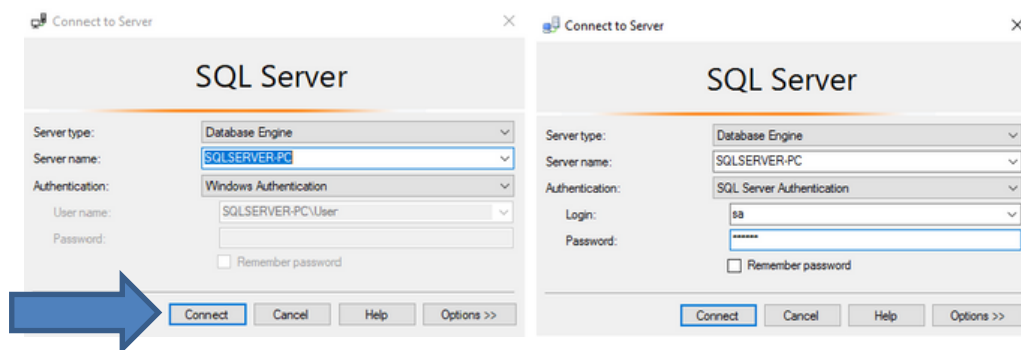 Connect to Server
SQL Server
Server type: Database Engine
Server name: SQLSERVER-PC
Authentication: Windows Authentication
User name: SQLSERVER-PC\User
Password:
Remember password
Connect Cancel Help Options >>
Connect to Server
SQL Server
Server type: Database Engine
Server name: SQLSERVER-PC
Authentication: SQL Server Authentication
Login: sa
Password: ******
Remember password
Connect Cancel Help Options >>